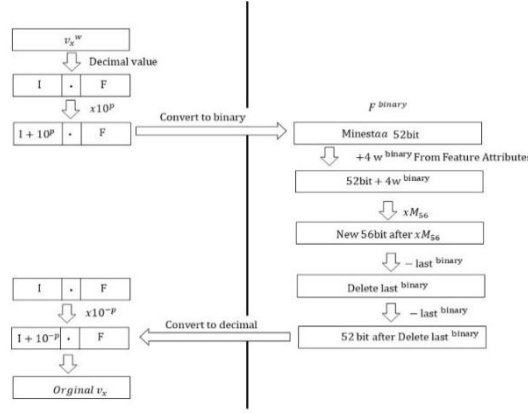 v_x^w
Decimal value
I . F
x10^p
I + 10^p . F
Convert to binary
F^binary
Minestaa 52bit
+4 w^binary From Feature Attributes
52bit + 4w^binary
xM_56
New 56bit after xM_56
− last^binary
Delete last^binary
− last^binary
52 bit after Delete last^binary
Convert to decimal
I . F
x10^-p
I + 10^-p . F
Orginal v_x